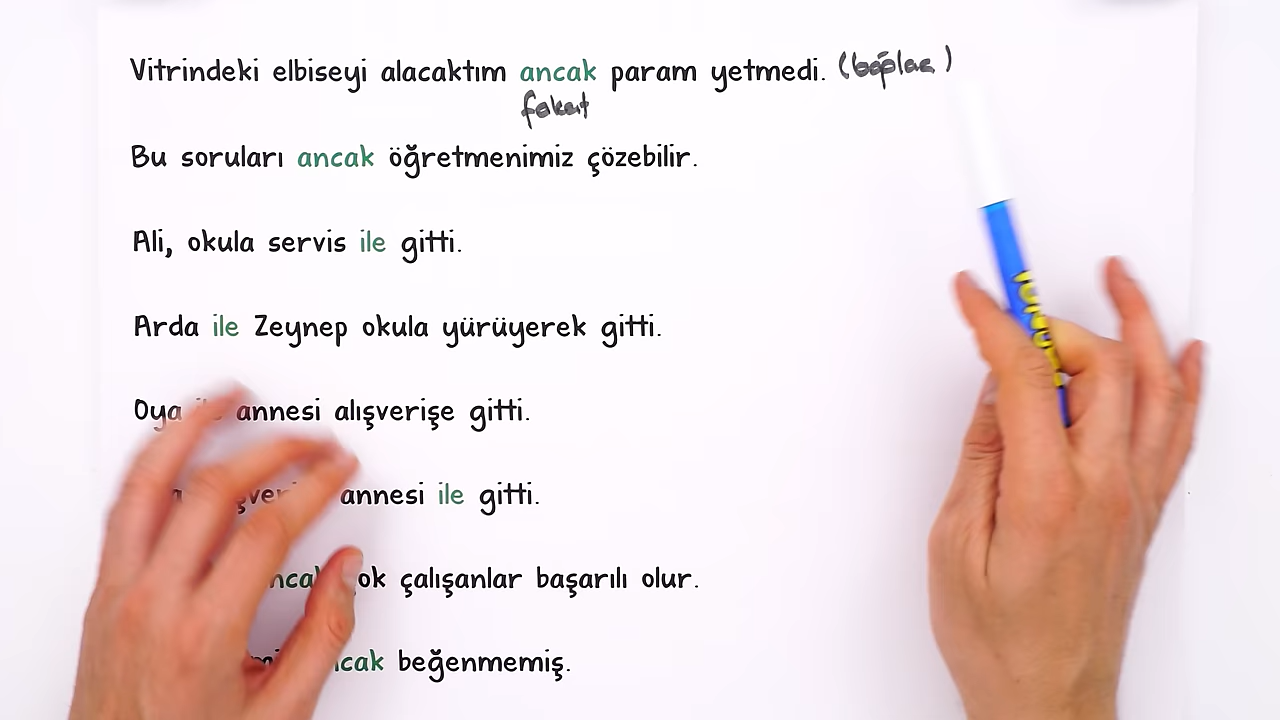 Vitrindeki elbiseyi alacaktım ancak param yetmedi. (bağlaç)
fakat
Bu soruları ancak öğretmenimiz çözebilir.
Ali, okula servis ile gitti.
Arda ile Zeynep okula yürüyerek gitti.
Oya annesi alışverişe gitti.
annesi ile gitti.
çalışanlar başarılı olur.
beğenmemiş.